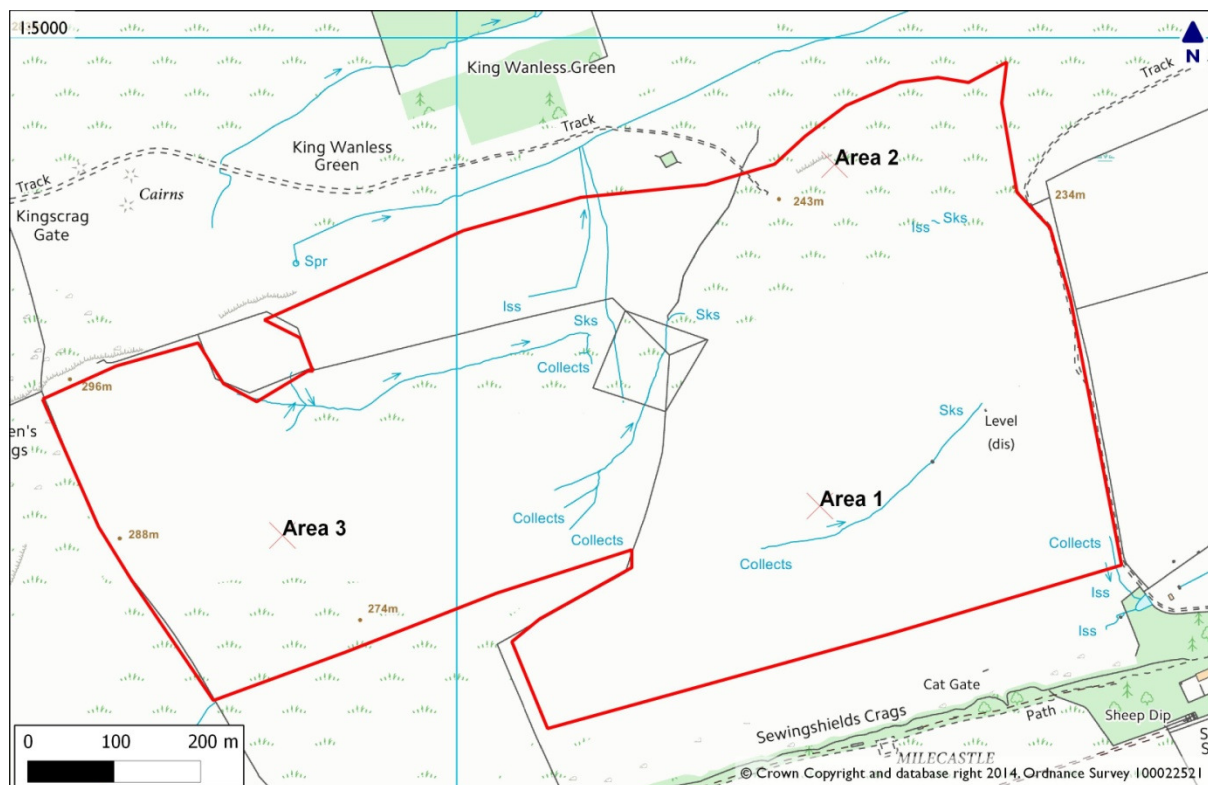 1:5000
N
King Wanless Green
Track
Track
King Wanless
Green
Area 2
Track
Cairns
243m
234m
Kingscrag
Gate
Iss
Sks
Spr
Iss
Sks
Sks
296m
Collects
Sks
Level
(dis)
Area 1
Area 3
Collects
288m
Collects
Collects
Collects
Iss
274m
Iss
Cat Gate
Sewingshields Crags
Path
Sheep Dip
MILECASTLE
0 100 200 m
© Crown Copyright and database right 2014. Ordnance Survey 100022521